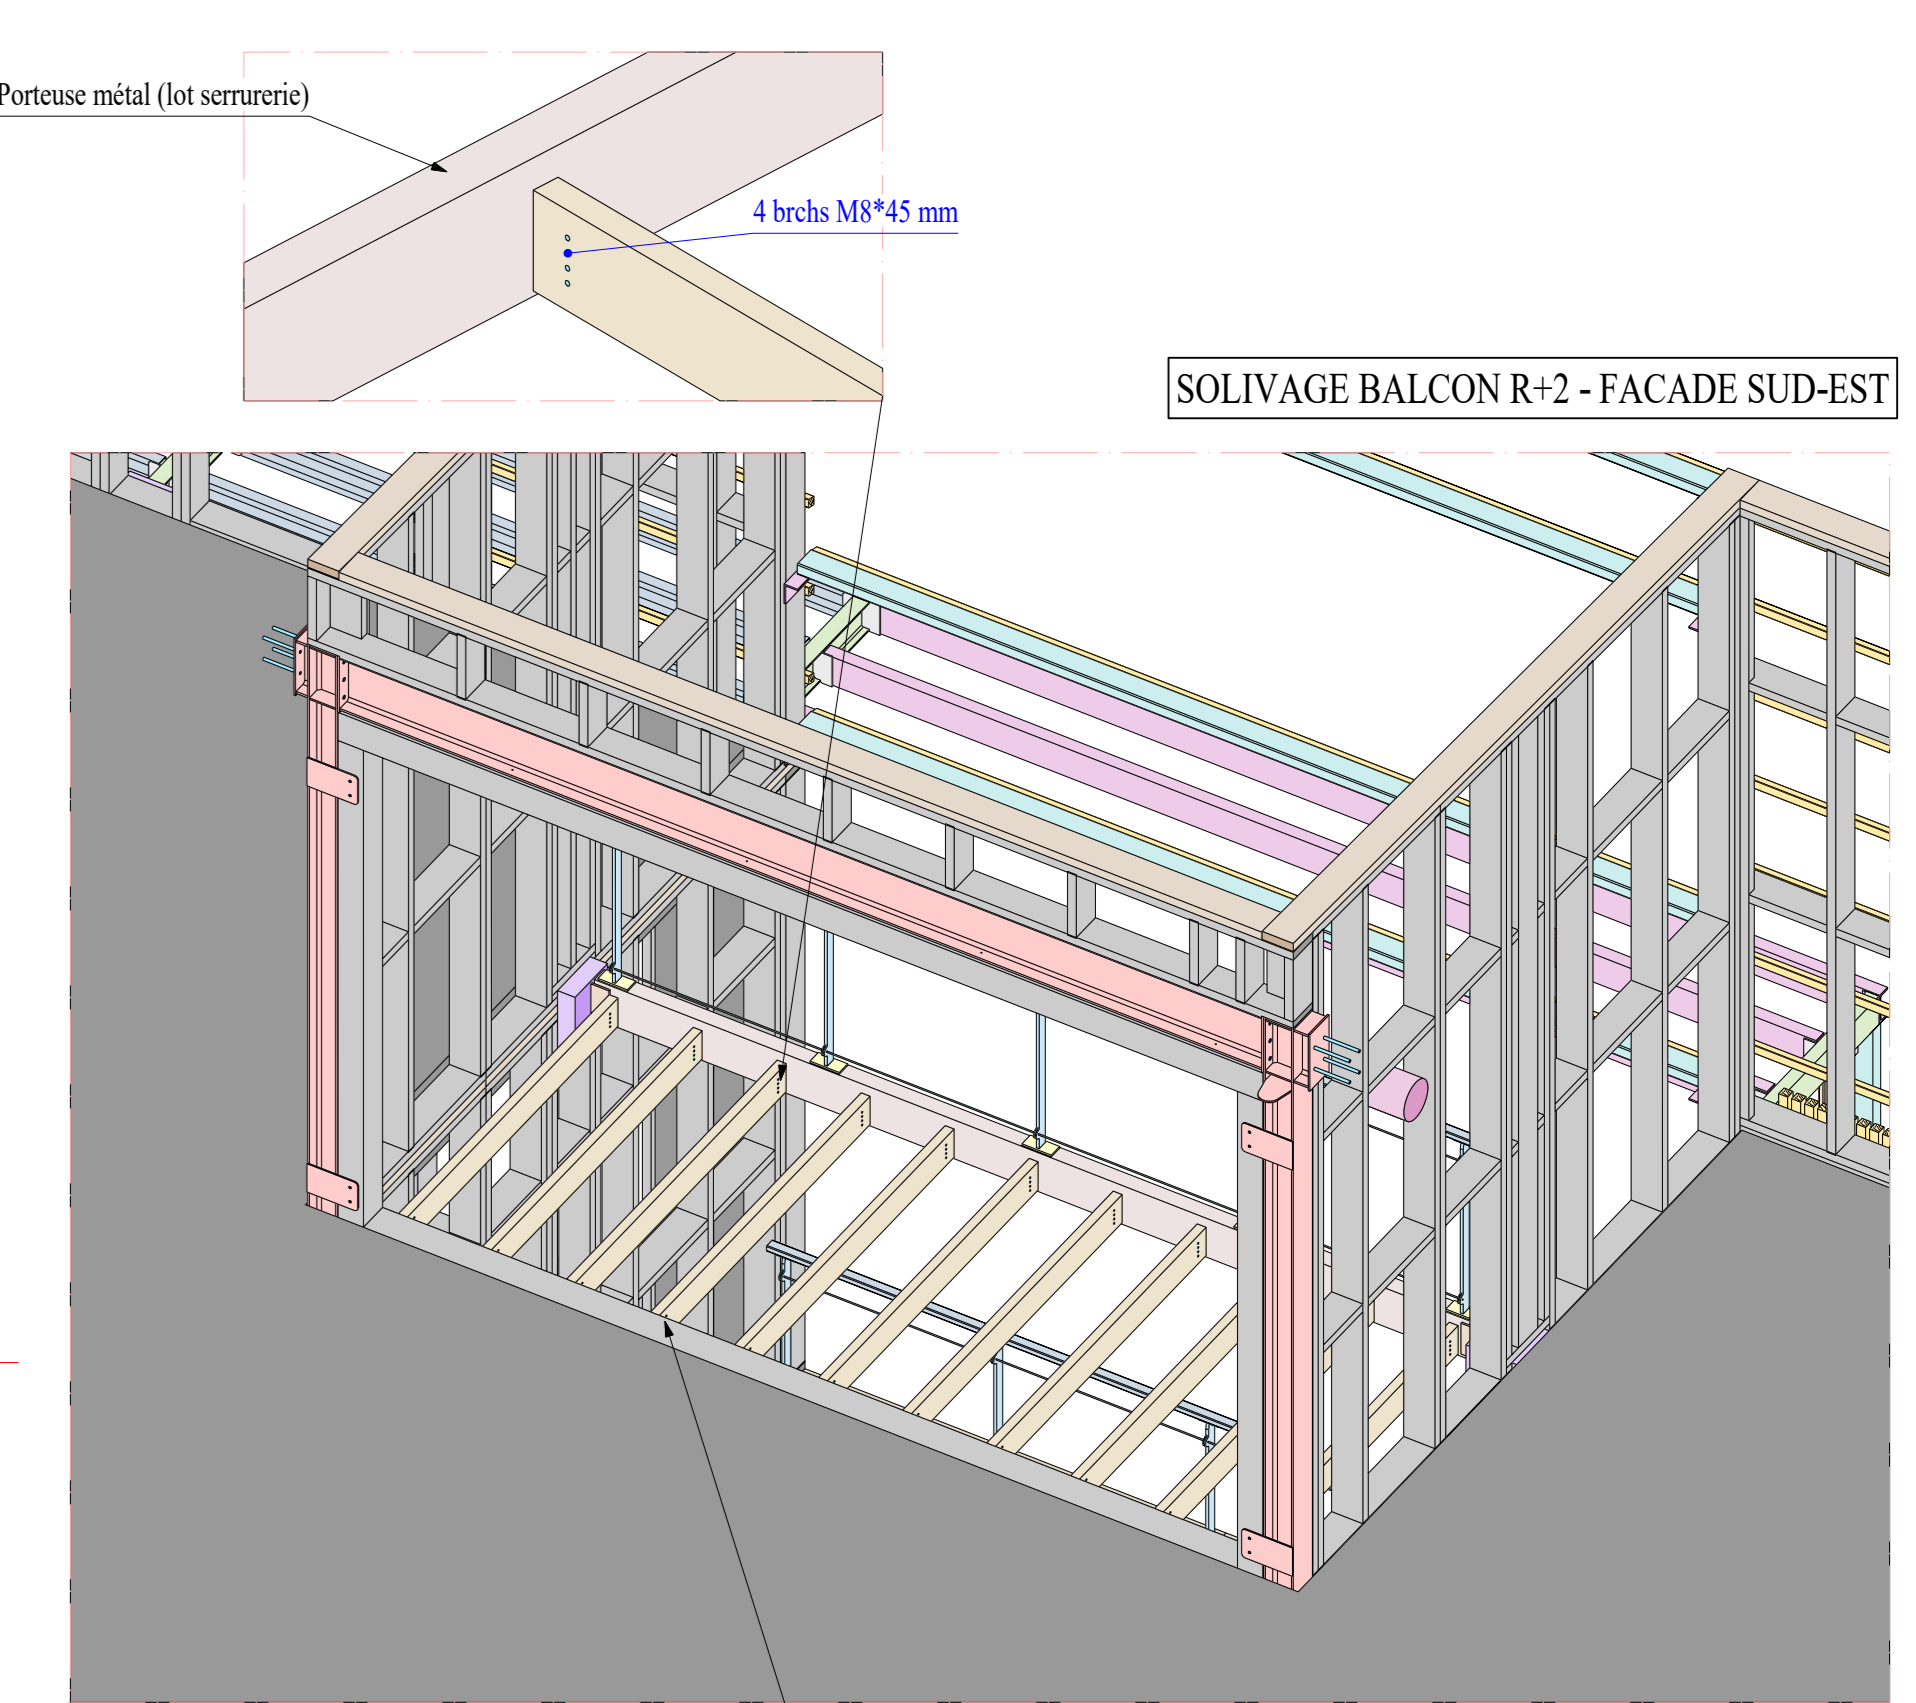 Porteuse métal (lot serrurerie)
4 brchs M8*45 mm
SOLIVAGE BALCON R+2 - FACADE SUD-EST